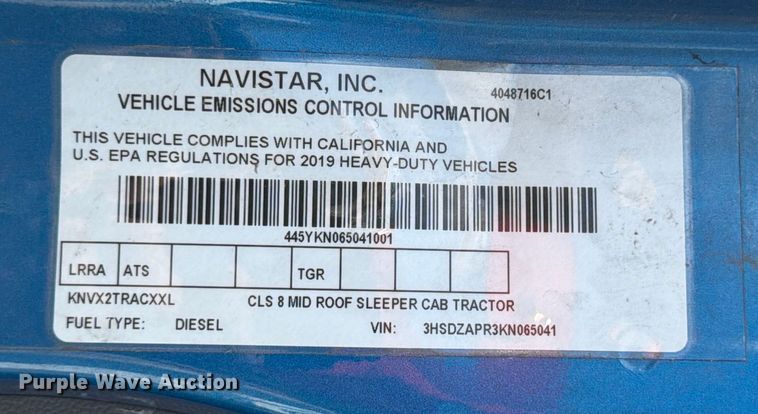 NAVISTAR, INC.
4048716C1
VEHICLE EMISSIONS CONTROL INFORMATION
THIS VEHICLE COMPLIES WITH CALIFORNIA AND
U.S. EPA REGULATIONS FOR 2019 HEAVY-DUTY VEHICLES
445YKN065041001
LRRA ATS TGR
KNVX2TRACXXL CLS 8 MID ROOF SLEEPER CAB TRACTOR
FUEL TYPE: DIESEL VIN: 3HSDZAPR3KN065041
Purple Wave Auction